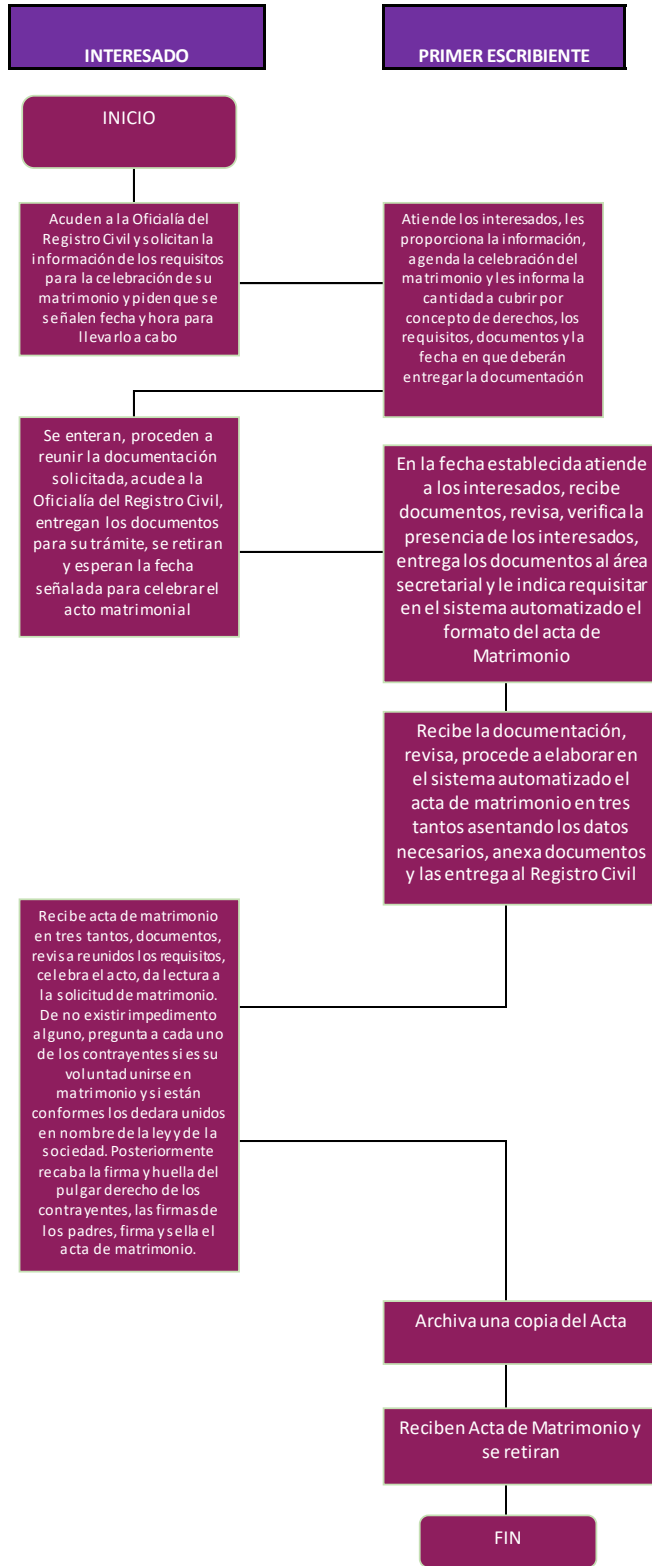 INTERESADO
PRIMER ESCRIBIENTE
INICIO
Acuden a la Oficialía del
Registro Civil y solicitan la
información de los requisitos
para la celebración de su
matrimonio y piden que se
señalen fecha y hora para
llevarlo a cabo
Atiende los interesados, les
proporciona la información,
agenda la celebración del
matrimonio y les informa la
cantidad a cubrir por
concepto de derechos, los
requisitos, documentos y la
fecha en que deberán
entregar la documentación
Se enteran, proceden a
reunir la documentación
solicitada, acude a la
Oficialía del Registro Civil,
entregan los documentos
para su trámite, se retiran
y esperan la fecha
señalada para celebrar el
acto matrimonial
En la fecha establecida atiende
a los interesados, recibe
documentos, revisa, verifica la
presencia de los interesados,
entrega los documentos al área
secretarial y le indica requisitar
en el sistema automatizado el
formato del acta de
Matrimonio
Recibe la documentación,
revisa, procede a elaborar en
el sistema automatizado el
acta de matrimonio en tres
tantos asentando los datos
necesarios, anexa documentos
y las entrega al Registro Civil
Recibe acta de matrimonio
en tres tantos, documentos,
revisa reunidos los requisitos,
celebra el acto, da lectura a
la solicitud de matrimonio.
De no existir impedimento
alguno, pregunta a cada uno
de los contrayentes si es su
voluntad unirse en
matrimonio y si están
conformes los declara unidos
en nombre de la ley y de la
sociedad. Posteriormente
recaba la firma y huella del
pulgar derecho de los
contrayentes, las firmas de
los padres, firma y sella el
acta de matrimonio.
Archiva una copia del Acta
Reciben Acta de Matrimonio y
se retiran
FIN